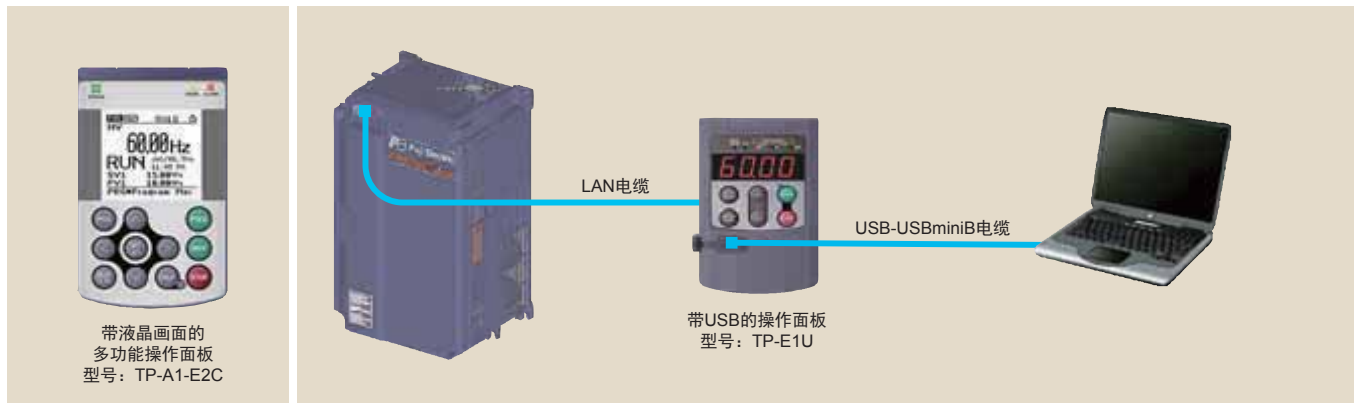 60.00Hz
RUN
带液晶画面的
多功能操作面板
型号：TP-A1-E2C
LAN电缆
60.00
USB-USBminiB电缆
带USB的操作面板
型号：TP-E1U